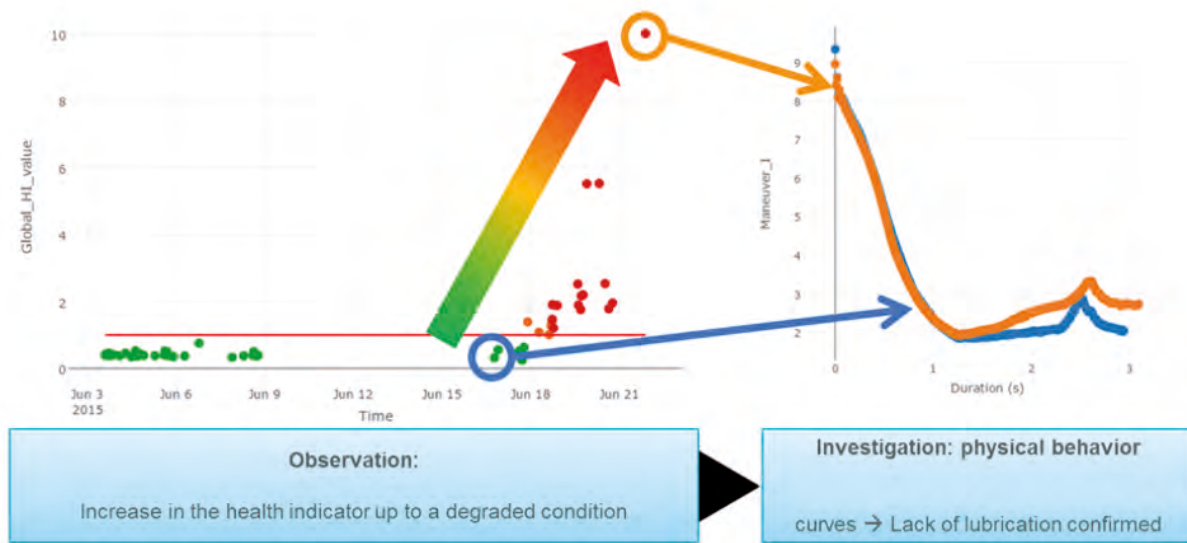 10
8
6
4
2
0
Global_HI_value
Jun 3
2015
Jun 6
Jun 9
Jun 12
Jun 15
Jun 18
Jun 21
Time
9
8
7
6
5
4
3
2
Maneuver_I
0
1
2
3
Duration (s)
Observation:
Increase in the health indicator up to a degraded condition
Investigation: physical behavior
curves → Lack of lubrication confirmed